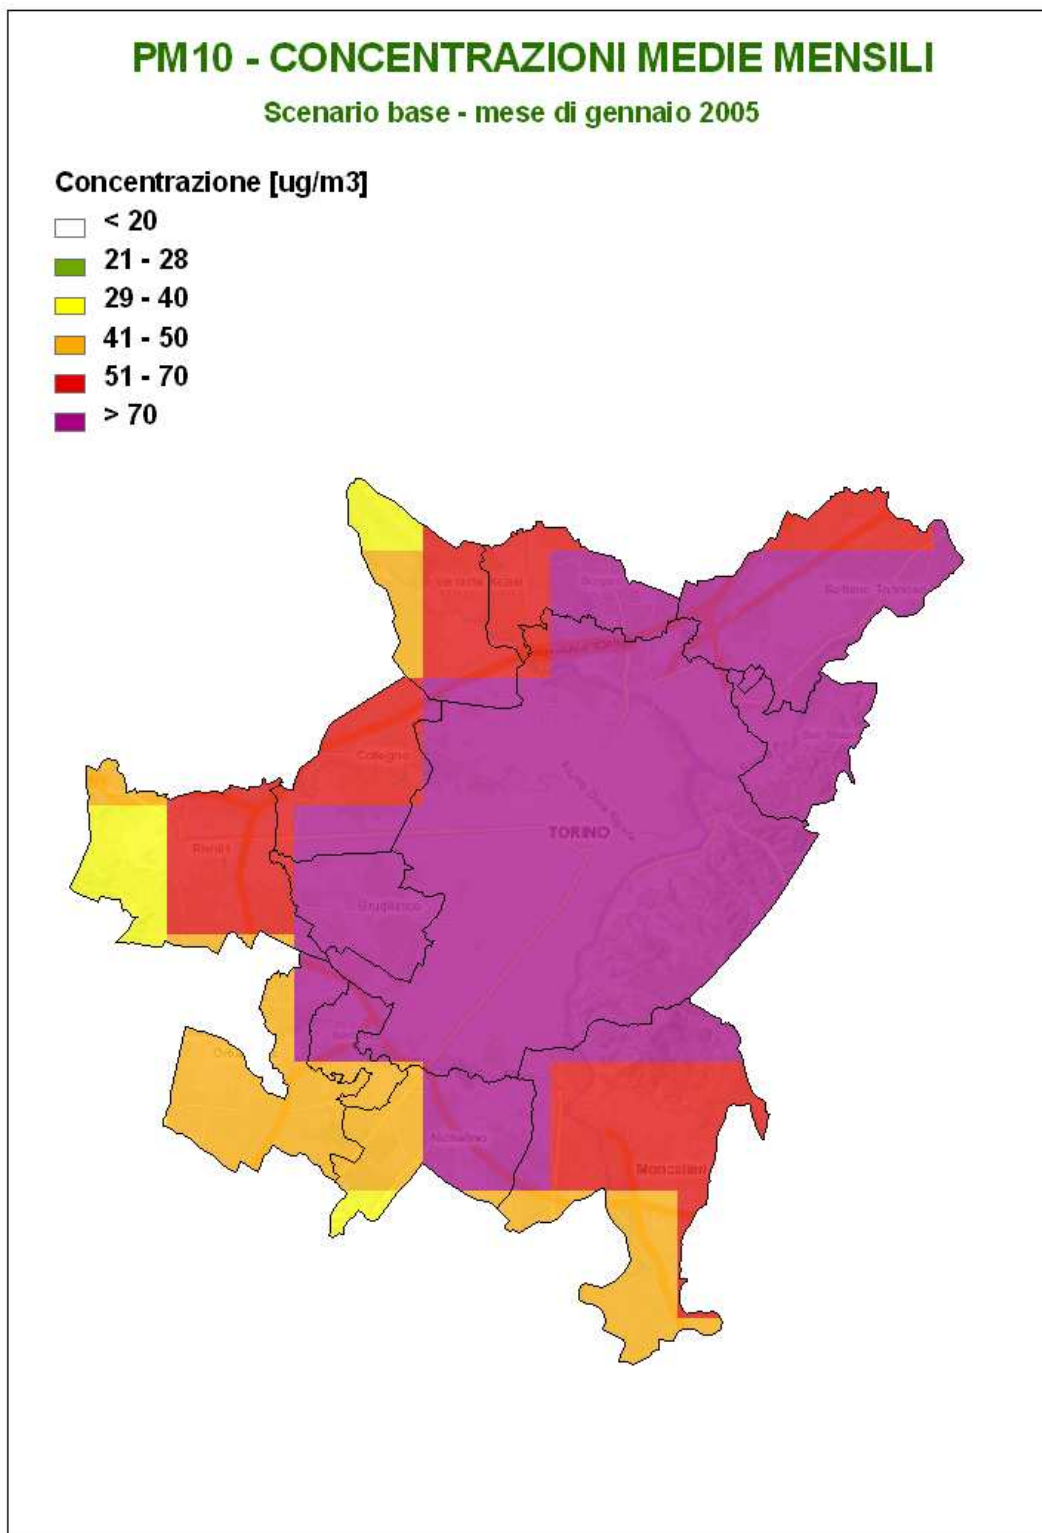 PM10 - CONCENTRAZIONI MEDIE MENSILI
Scenario base - mese di gennaio 2005
Concentrazione [ug/m3]
< 20
21 - 28
29 - 40
41 - 50
51 - 70
> 70
Collegno
TORINO
Grugliasco
Nichelino
Moncalieri